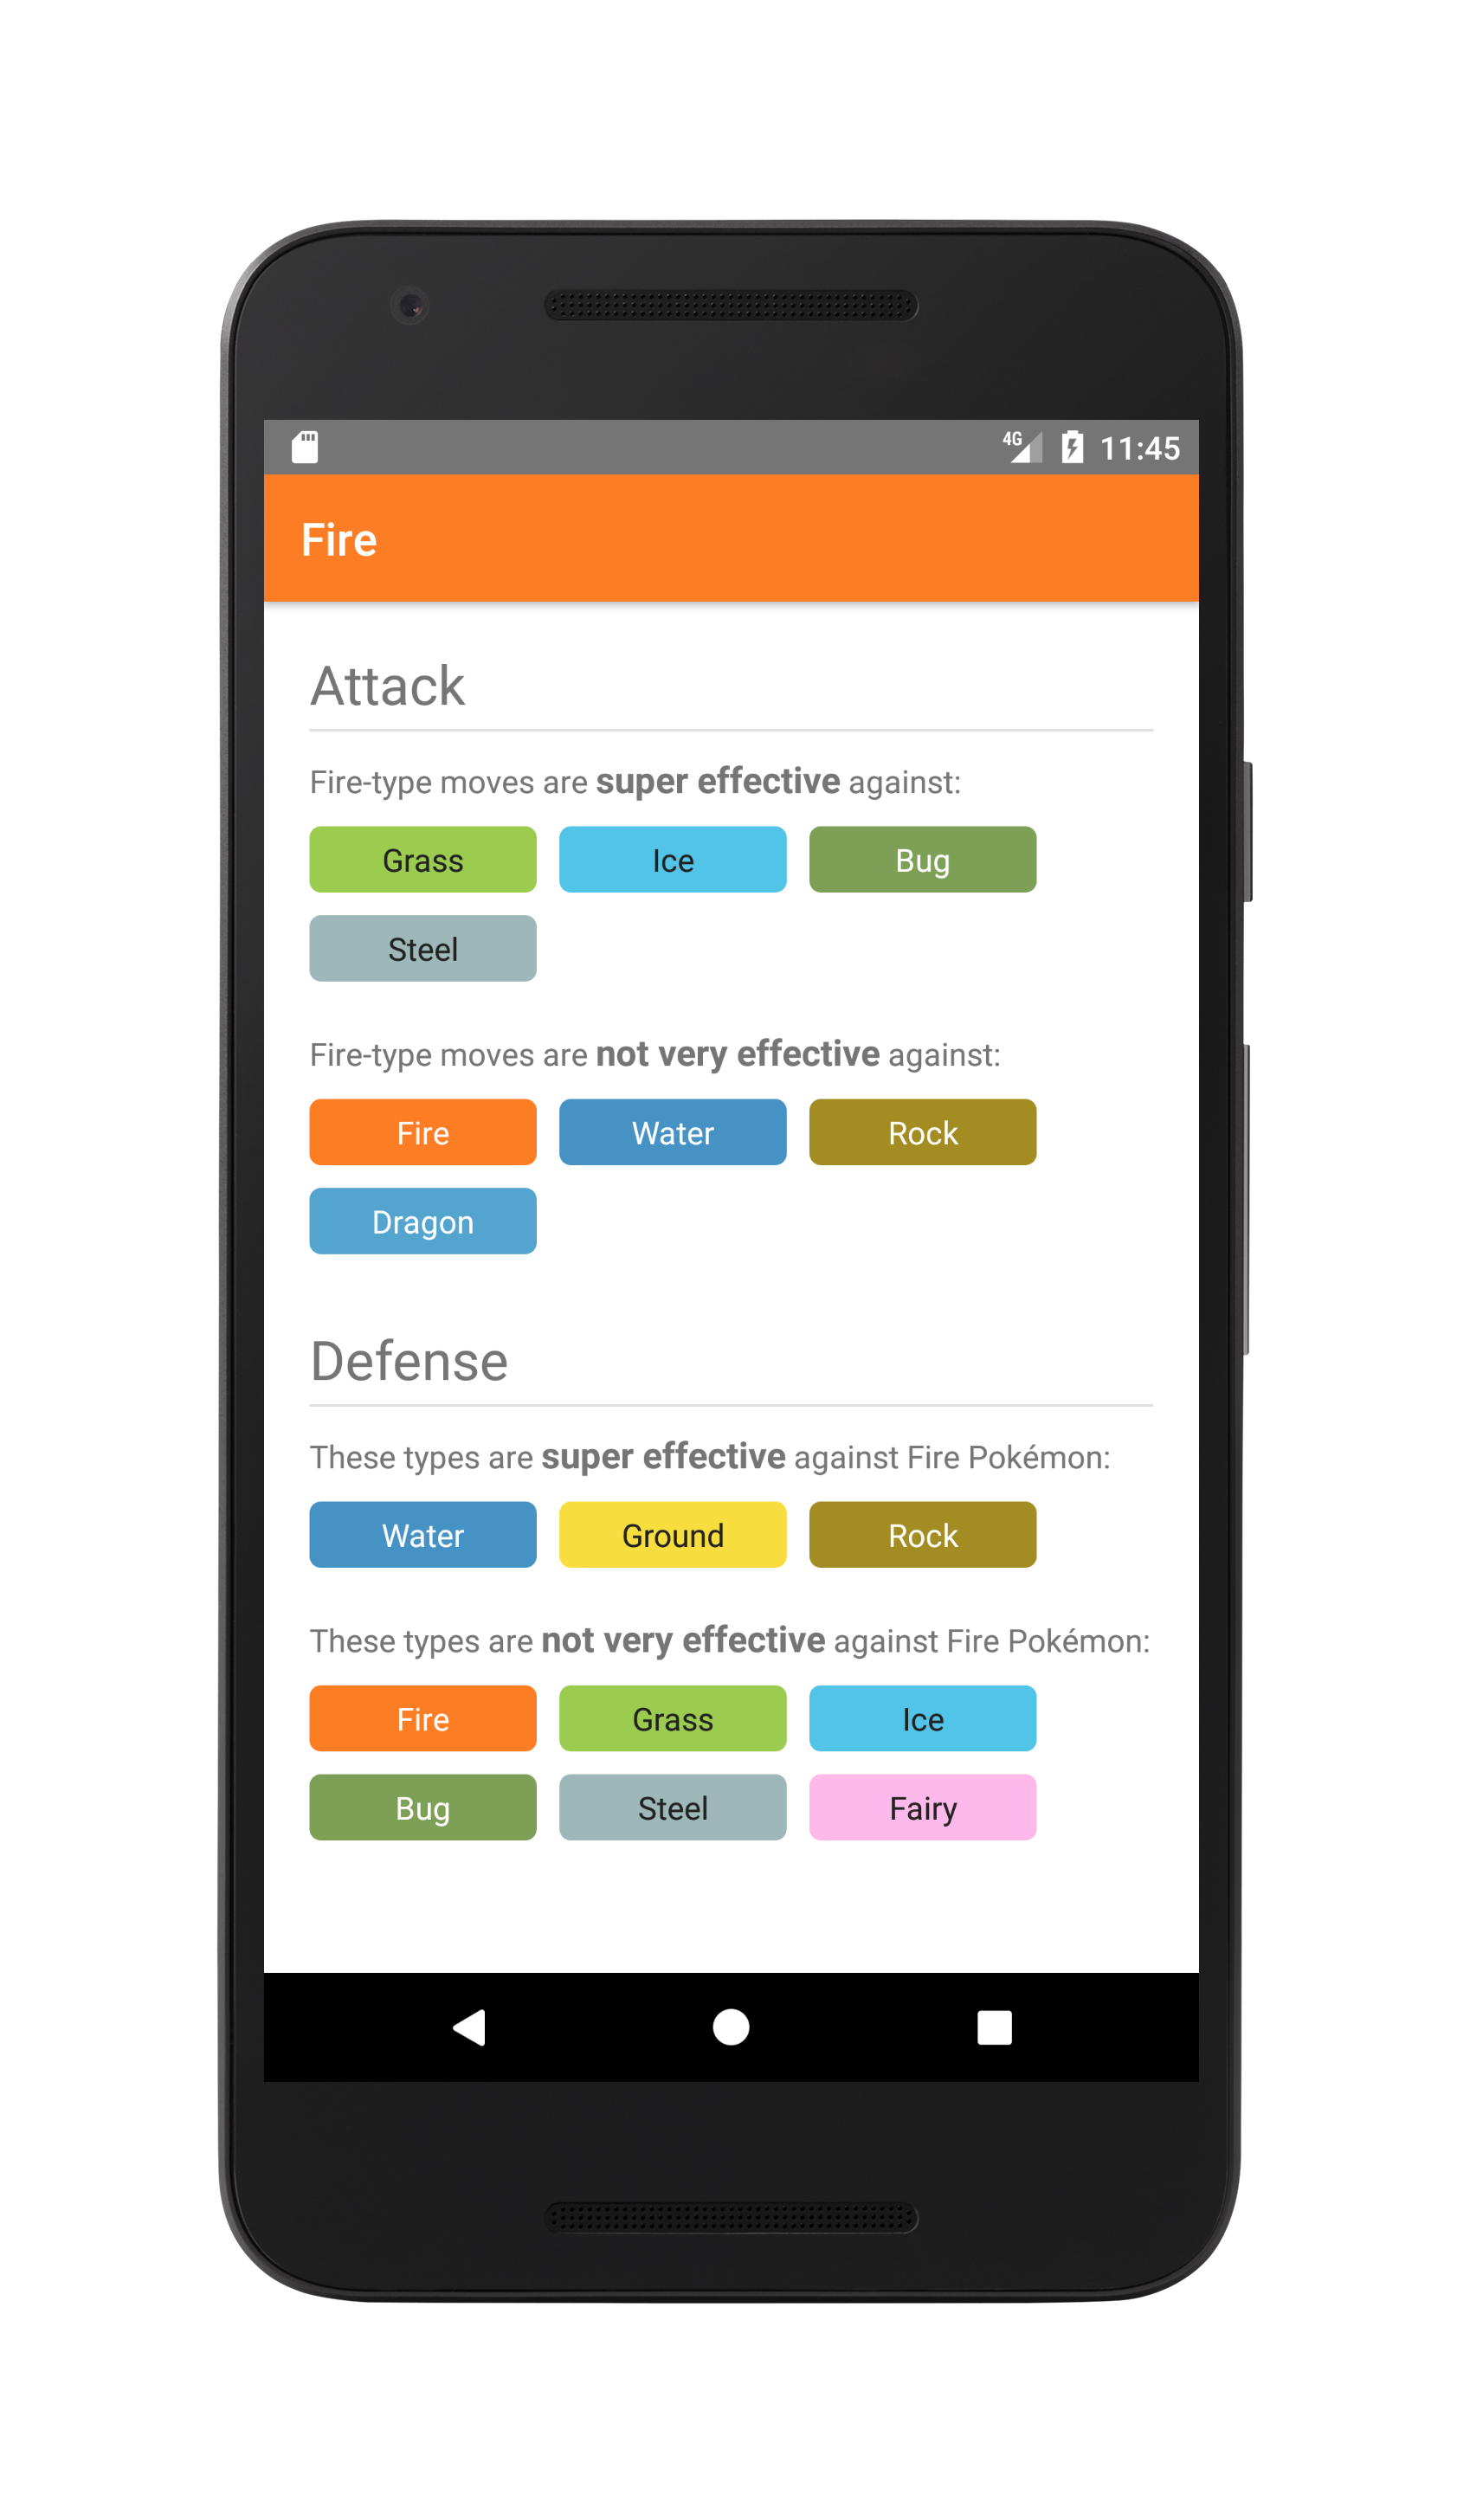 4G 11:45
Fire
Attack
Fire-type moves are super effective against:
Grass Ice Bug
Steel
Fire-type moves are not very effective against:
Fire Water Rock
Dragon
Defense
These types are super effective against Fire Pokémon:
Water Ground Rock
These types are not very effective against Fire Pokémon:
Fire Grass Ice
Bug Steel Fairy